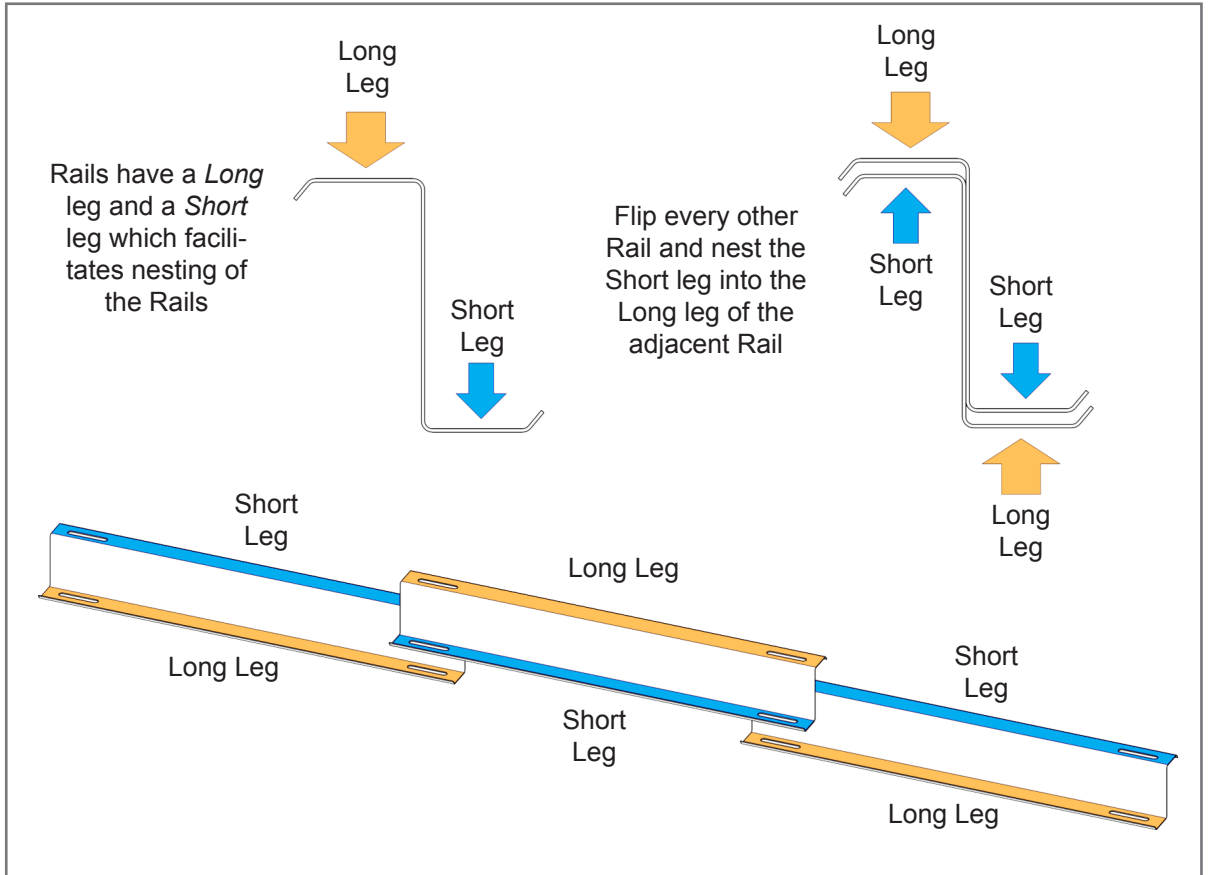 Long
Leg
Rails have a Long
leg and a Short
leg which facili-
tates nesting of
the Rails
Short
Leg
Long
Leg
Flip every other
Rail and nest the
Short leg into the
Long leg of the
adjacent Rail
Short
Leg
Short
Leg
Long
Leg
Short
Leg
Long Leg
Long Leg
Short
Leg
Short
Leg
Long Leg